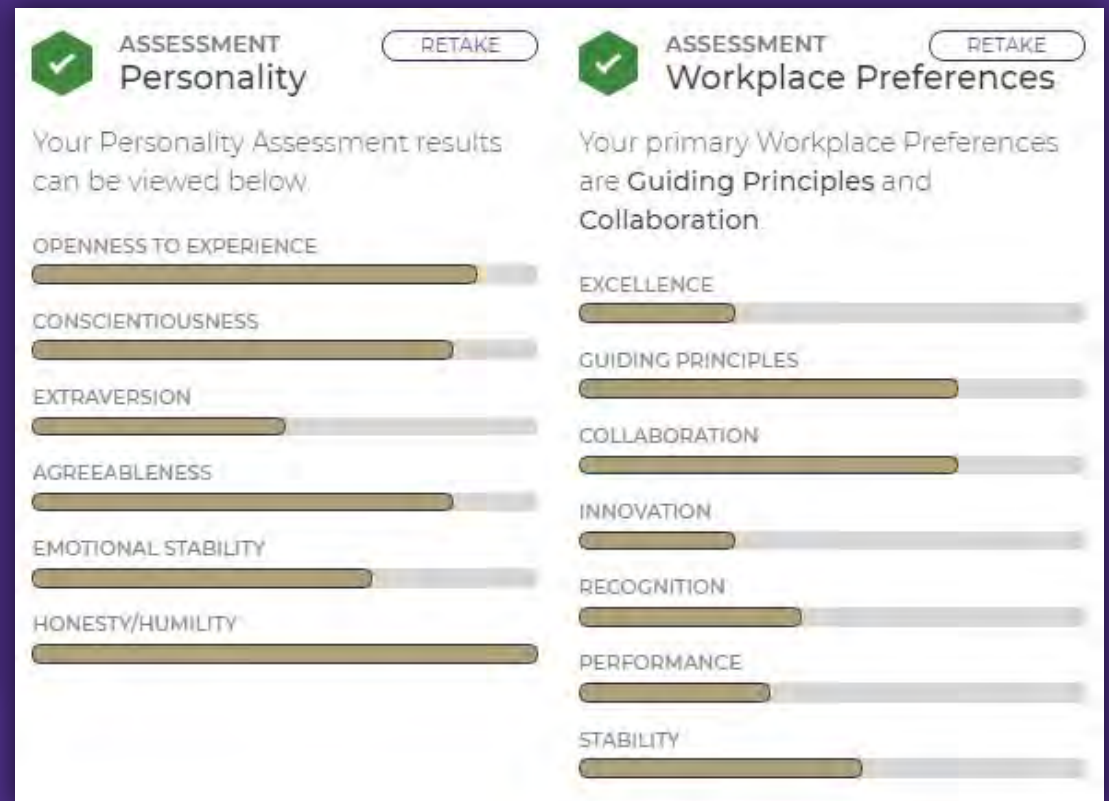 ASSESSMENT
RETAKE
Personality
Your Personality Assessment results
can be viewed below
OPENNESS TO EXPERIENCE
CONSCIENTIOUSNESS
EXTRAVERSION
AGREEABLENESS
EMOTIONAL STABILITY
HONESTY/HUMILITY
ASSESSMENT
RETAKE
Workplace Preferences
Your primary Workplace Preferences
are Guiding Principles and
Collaboration
EXCELLENCE
GUIDING PRINCIPLES
COLLABORATION
INNOVATION
RECOGNITION
PERFORMANCE
STABILITY